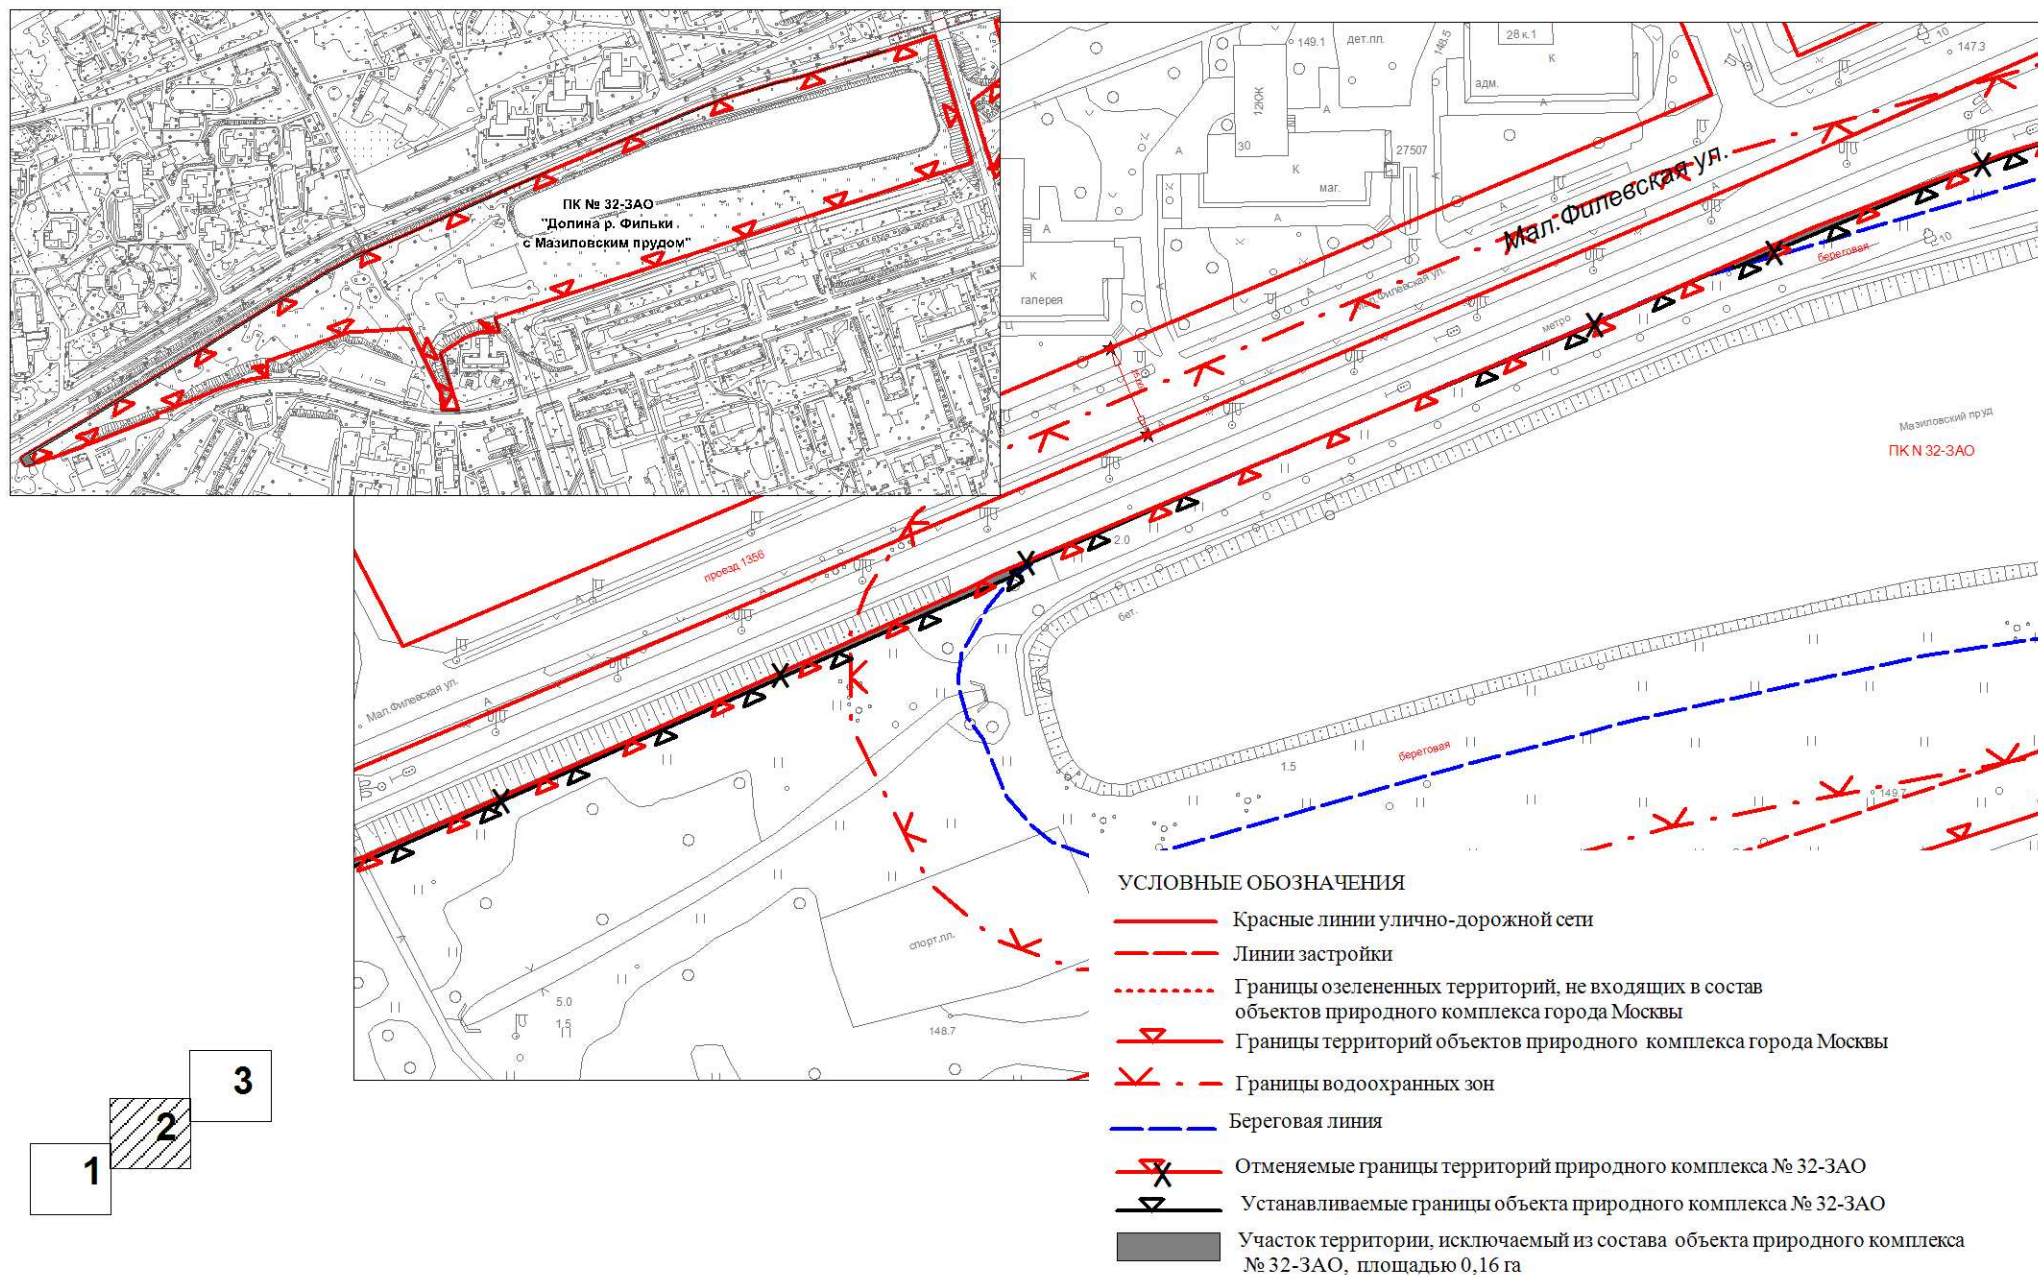 ПК № 32-ЗАО
"Долина р. Фильки
с Мазиловским прудом"
149.1
дет.пл.
148.5
28 к.1
К
адм.
10
147.3
12КЖ
А
30
К
маг.
27507
А
А
А
А
А
К
галерея
Мал.Филевская ул.
Мал.Филевская ул.
метро
береговая
10
Мазиловский пруд
ПК N 32-ЗАО
1.3
2.0
Г
бет.
проезд 1356
А
Мал.Филевская ул.
А
береговая
1.5
149.7
спорт.пл.
5.0
1.5
148.7
УСЛОВНЫЕ ОБОЗНАЧЕНИЯ
Красные линии улично-дорожной сети
Линии застройки
Границы озелененных территорий, не входящих в состав
объектов природного комплекса города Москвы
Границы территорий объектов природного комплекса города Москвы
Границы водоохранных зон
Береговая линия
Отменяемые границы территорий природного комплекса № 32-ЗАО
Устанавливаемые границы объекта природного комплекса № 32-ЗАО
Участок территории, исключаемый из состава объекта природного комплекса
№ 32-ЗАО, площадью 0,16 га
3
2
1